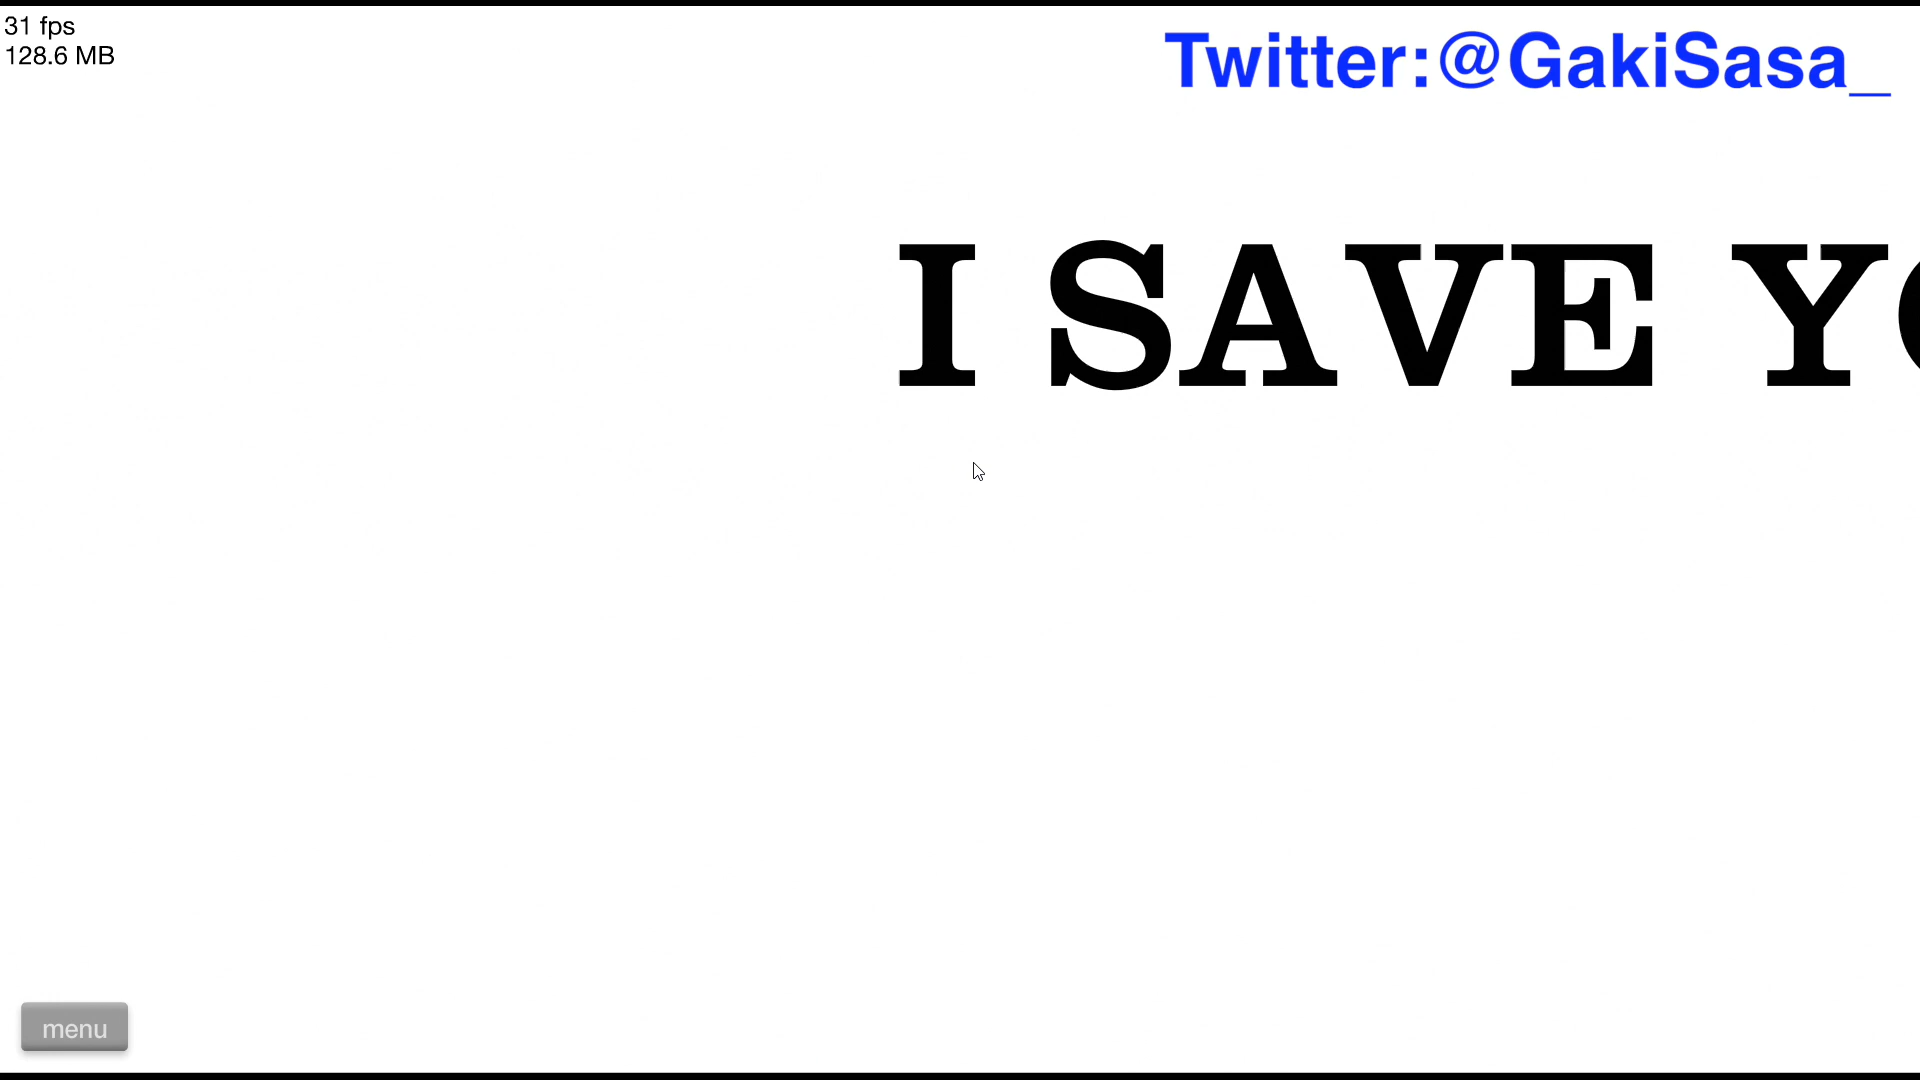 31 fps
128.6 MB
Twitter:@GakiSasa_
I SAVE Y
menu